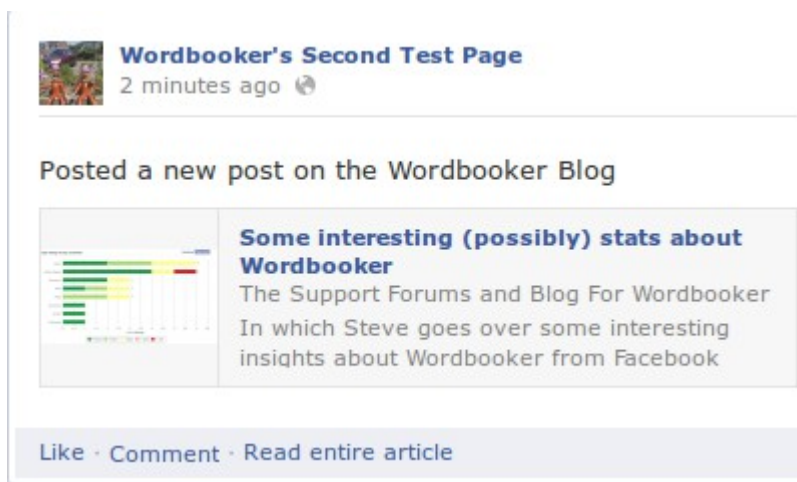 Wordbooker's Second Test Page
2 minutes ago
Posted a new post on the Wordbooker Blog
Some interesting (possibly) stats about
Wordbooker
The Support Forums and Blog For Wordbooker
In which Steve goes over some interesting
insights about Wordbooker from Facebook
Like · Comment · Read entire article